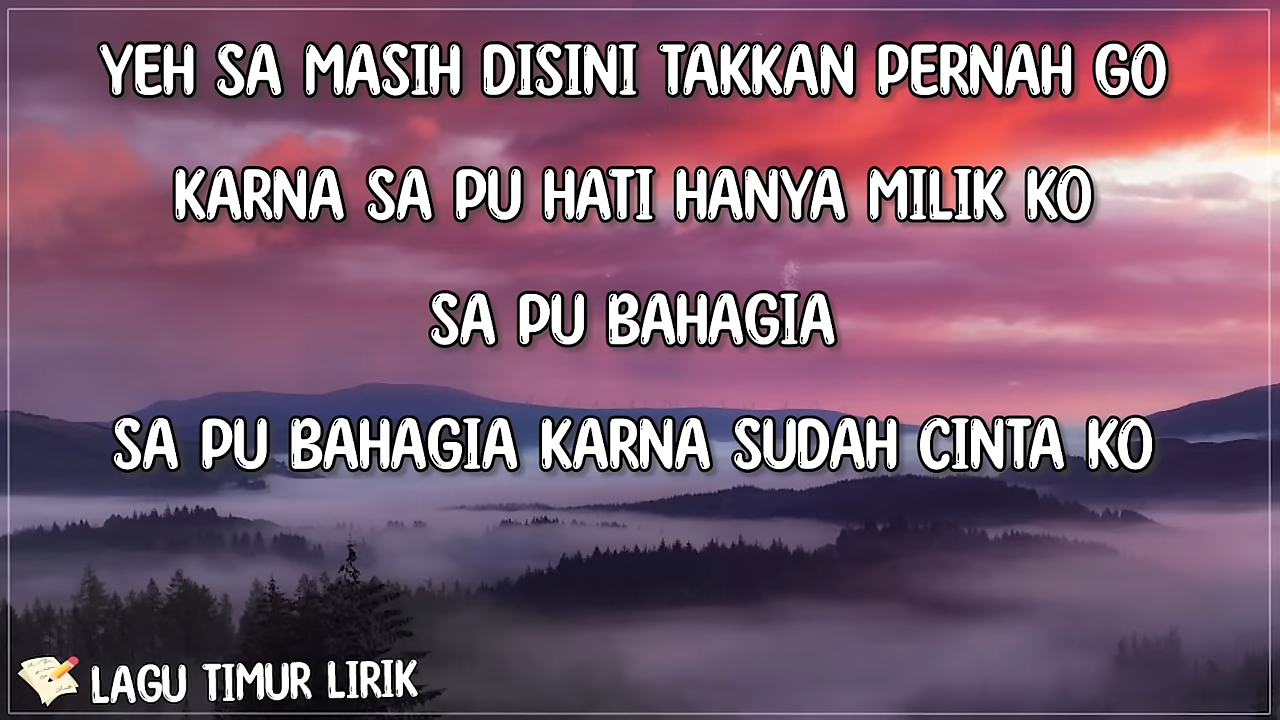 YEH SA MASIH DISINI TAKKAN PERNAH GO
KARNA SA PU HATI HANYA MILIK KO
SA PU BAHAGIA
SA PU BAHAGIA KARNA SUDAH CINTA KO
LAGU TIMUR LIRIK